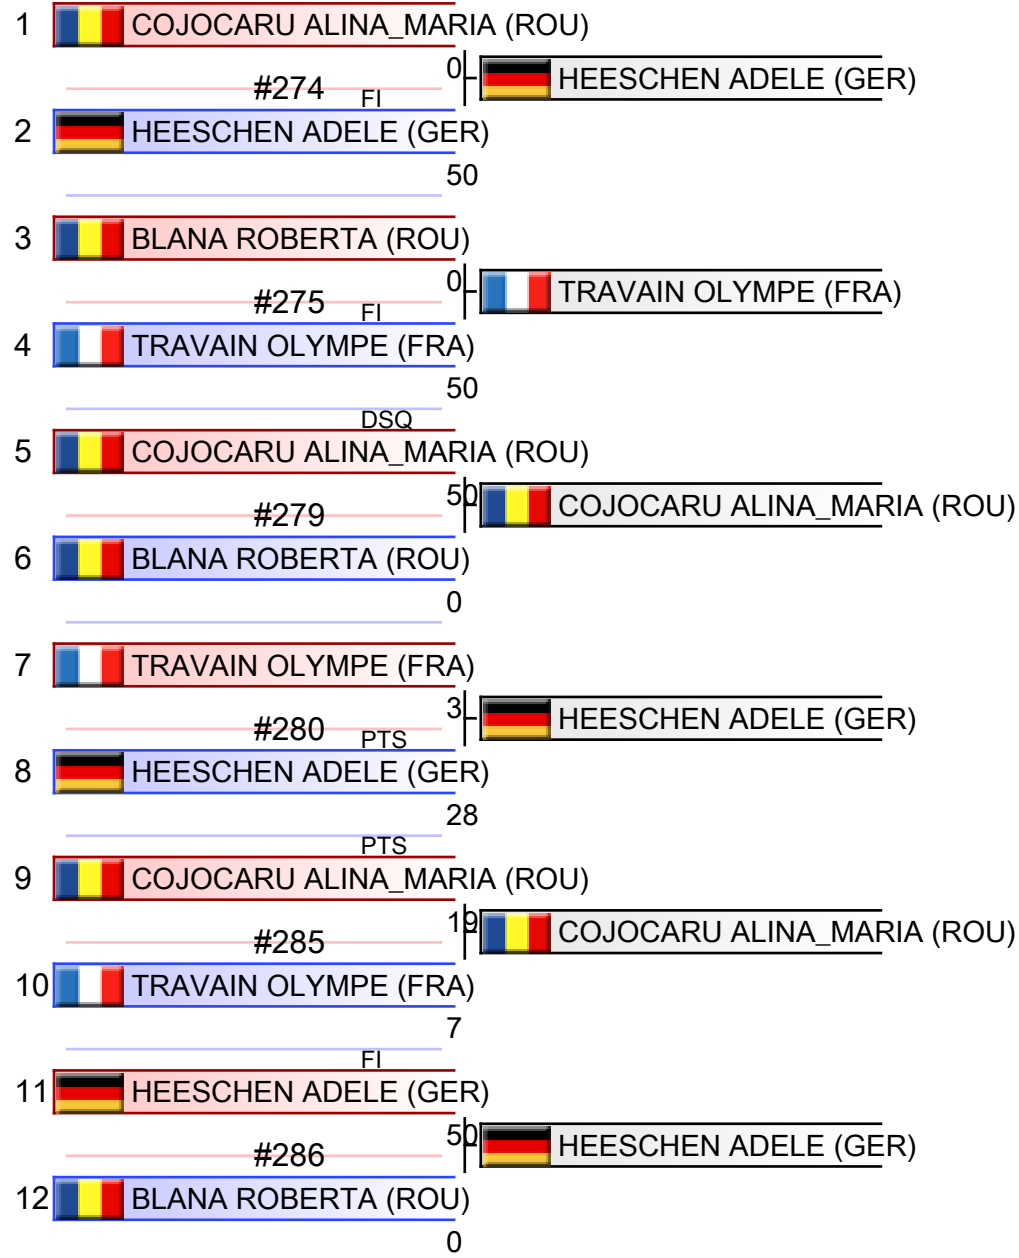 1 COJOCARU ALINA_MARIA (ROU)
0 HEESCHEN ADELE (GER)
#274 FI
2 HEESCHEN ADELE (GER)
50
3 BLANA ROBERTA (ROU)
0 TRAVAIN OLYMPE (FRA)
#275 FI
4 TRAVAIN OLYMPE (FRA)
50
DSQ
5 COJOCARU ALINA_MARIA (ROU)
50 COJOCARU ALINA_MARIA (ROU)
#279
6 BLANA ROBERTA (ROU)
0
7 TRAVAIN OLYMPE (FRA)
3 HEESCHEN ADELE (GER)
#280 PTS
8 HEESCHEN ADELE (GER)
28
PTS
9 COJOCARU ALINA_MARIA (ROU)
19 COJOCARU ALINA_MARIA (ROU)
#285
10 TRAVAIN OLYMPE (FRA)
7
FI
11 HEESCHEN ADELE (GER)
50 HEESCHEN ADELE (GER)
#286
12 BLANA ROBERTA (ROU)
0